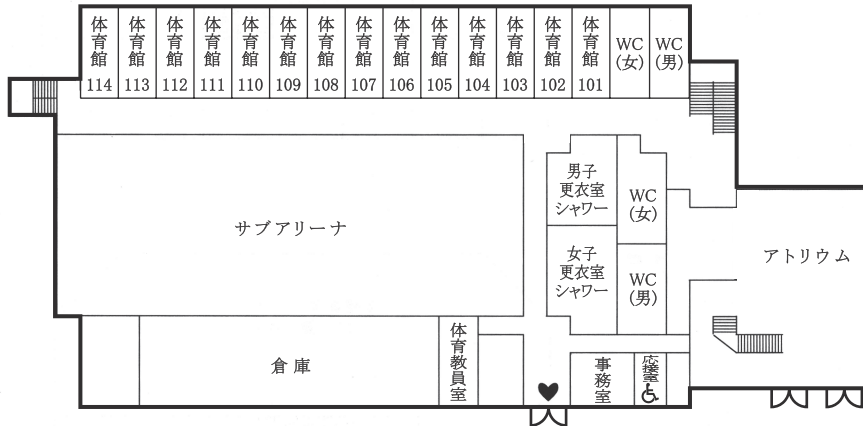 体育館114
体育館113
体育館112
体育館111
体育館110
体育館109
体育館108
体育館107
体育館106
体育館105
体育館104
体育館103
体育館102
体育館101
WC
(女)
WC
(男)
男子
更衣室
シャワー
WC
(女)
サブアリーナ
女子
更衣室
シャワー
WC
(男)
アトリウム
倉庫
体育教員室
事務室
応援室